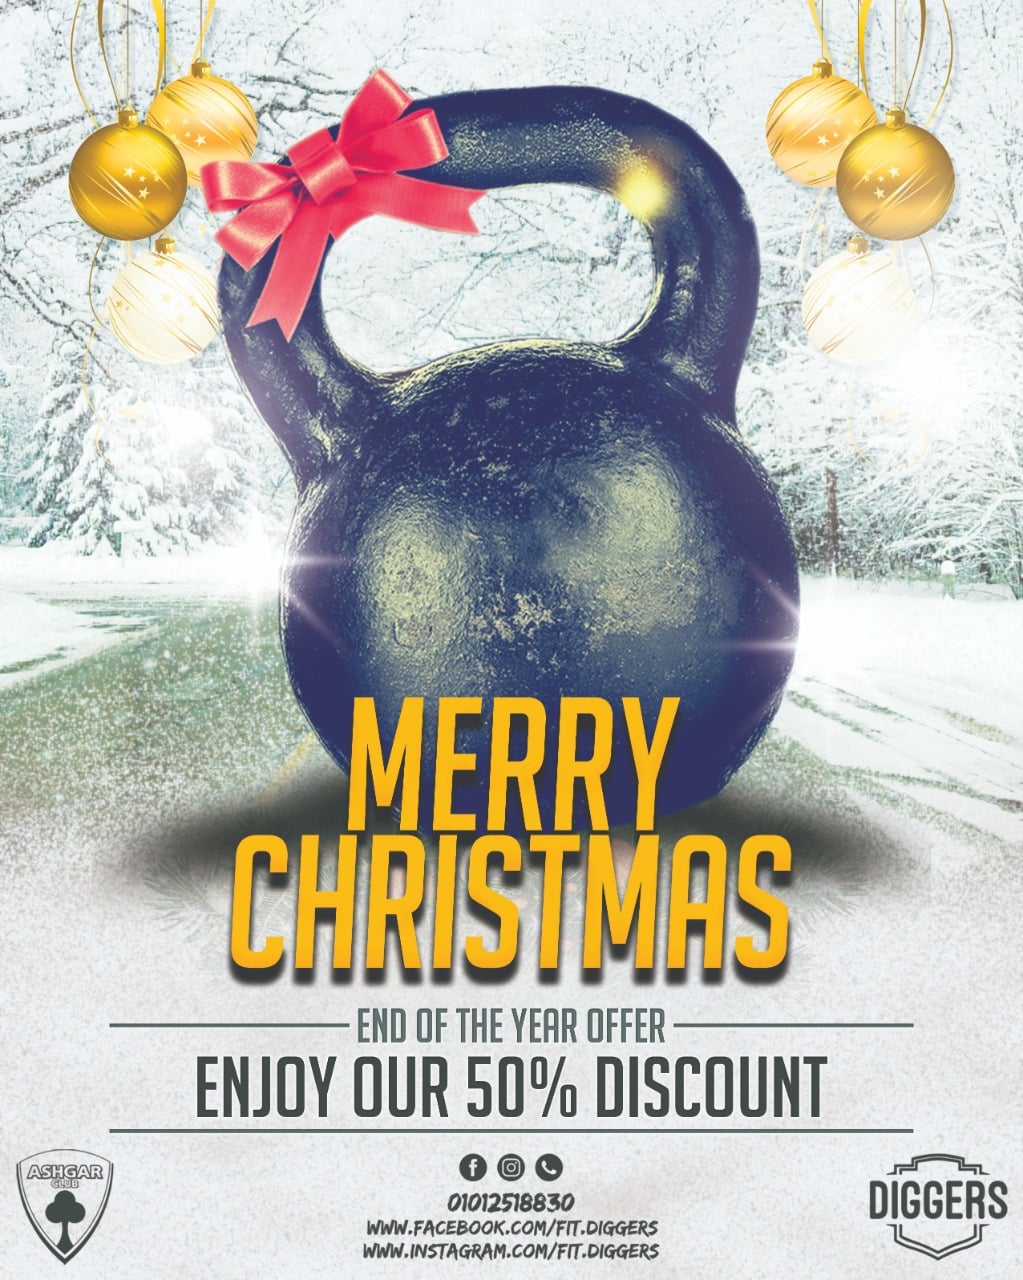 MERRY
CHRISTMAS
END OF THE YEAR OFFER
ENJOY OUR 50% DISCOUNT
ASHGAR
CLUB
01012518830
WWW.FACEBOOK.COM/FIT.DIGGERS
WWW.INSTAGRAM.COM/FIT.DIGGERS
DIGGERS